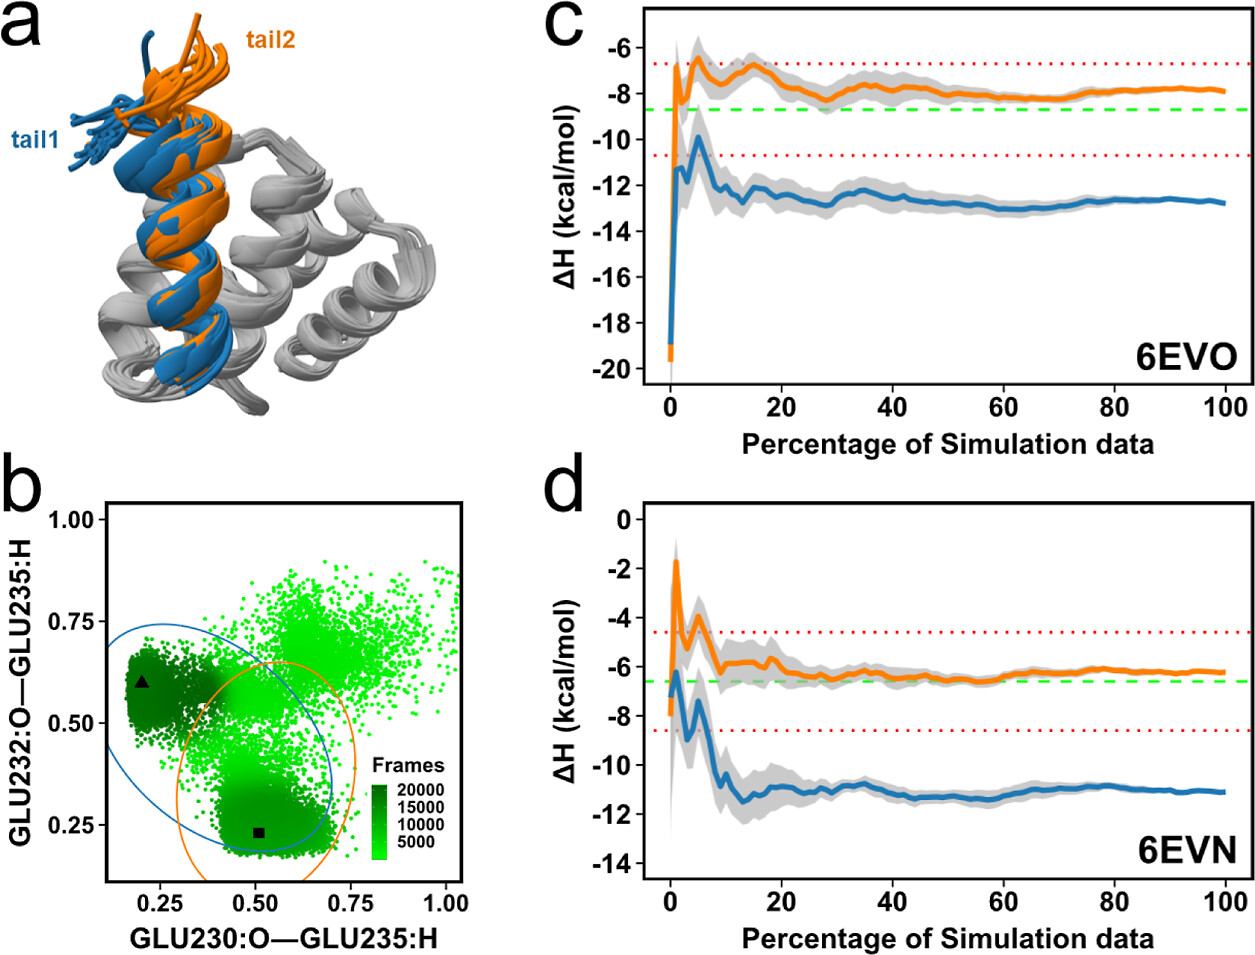 a
tail2
tail1
c
ΔH (kcal/mol)
-6
-8
-10
-12
-14
-16
-18
-20
6EVO
0 20 40 60 80 100
Percentage of Simulation data
b
GLU232:O—GLU235:H
1.00
0.75
0.50
0.25
Frames
20000
15000
10000
5000
0.25 0.50 0.75 1.00
GLU230:O—GLU235:H
d
ΔH (kcal/mol)
0
-2
-4
-6
-8
-10
-12
-14
6EVN
0 20 40 60 80 100
Percentage of Simulation data